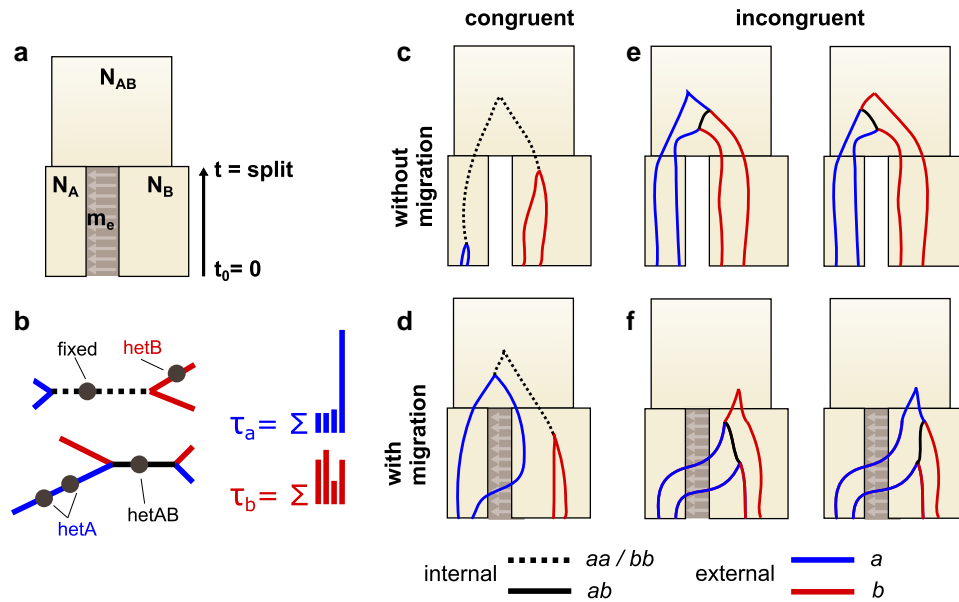 congruent
incongruent
a
N_AB
N_A
N_B
m_e
t = split
t_0 = 0
b
fixed
hetB
hetA
hetAB
τ_a = Σ
τ_b = Σ
without
migration
c
e
with
migration
d
f
internal
aa / bb
ab
external
a
b